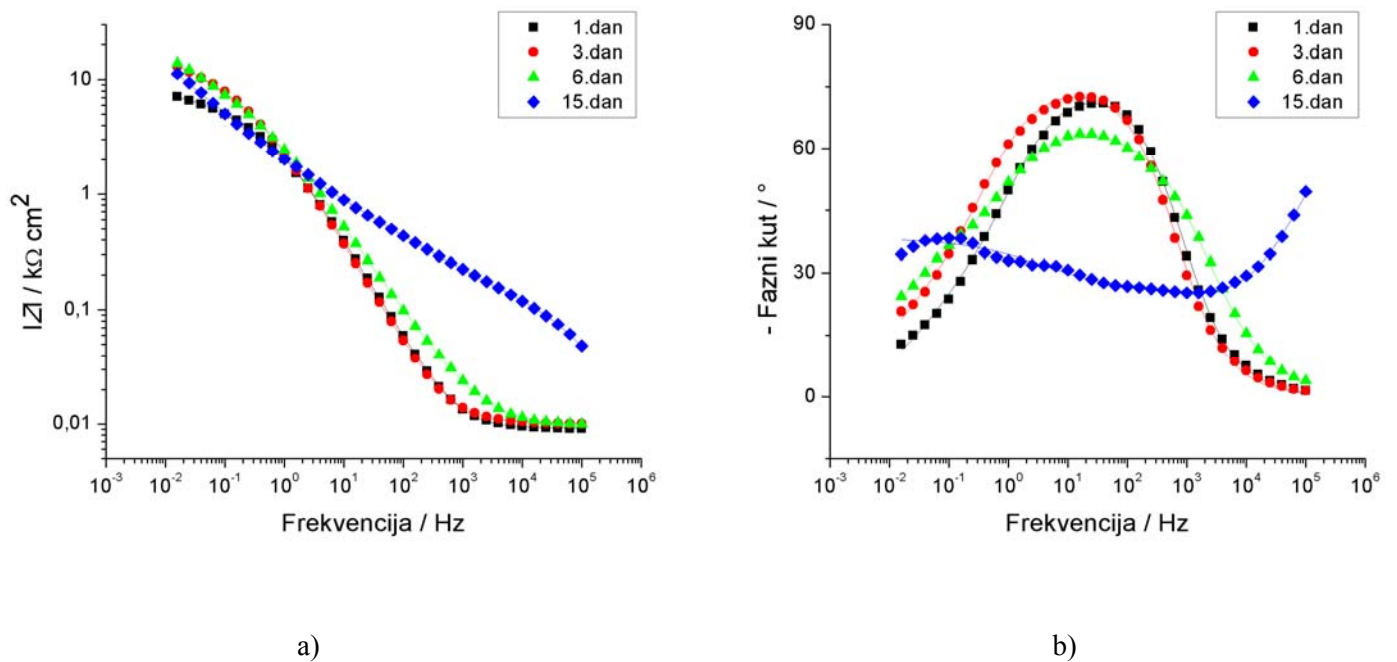 1.dan
3.dan
6.dan
15.dan
10
1
0,1
0,01
|Z| / kΩ cm²
10⁻³ 10⁻² 10⁻¹ 10⁰ 10¹ 10² 10³ 10⁴ 10⁵ 10⁶
Frekvencija / Hz
a)
1.dan
3.dan
6.dan
15.dan
90
60
30
0
- Fazni kut / °
10⁻³ 10⁻² 10⁻¹ 10⁰ 10¹ 10² 10³ 10⁴ 10⁵ 10⁶
Frekvencija / Hz
b)